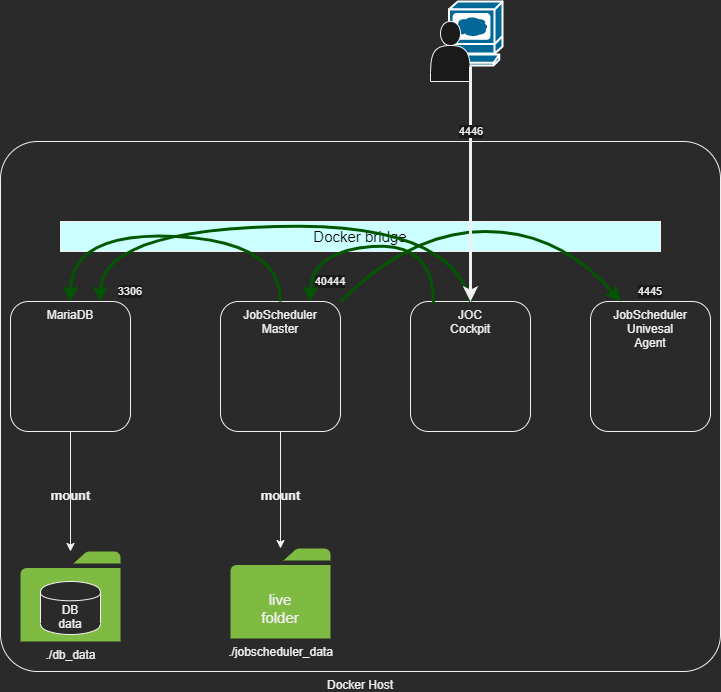 4446
Docker bridge
3306
40444
4445
MariaDB
JobScheduler
Master
JOC
Cockpit
JobScheduler
Univesal
Agent
mount
mount
DB
data
live
folder
./db_data
./jobscheduler_data
Docker Host